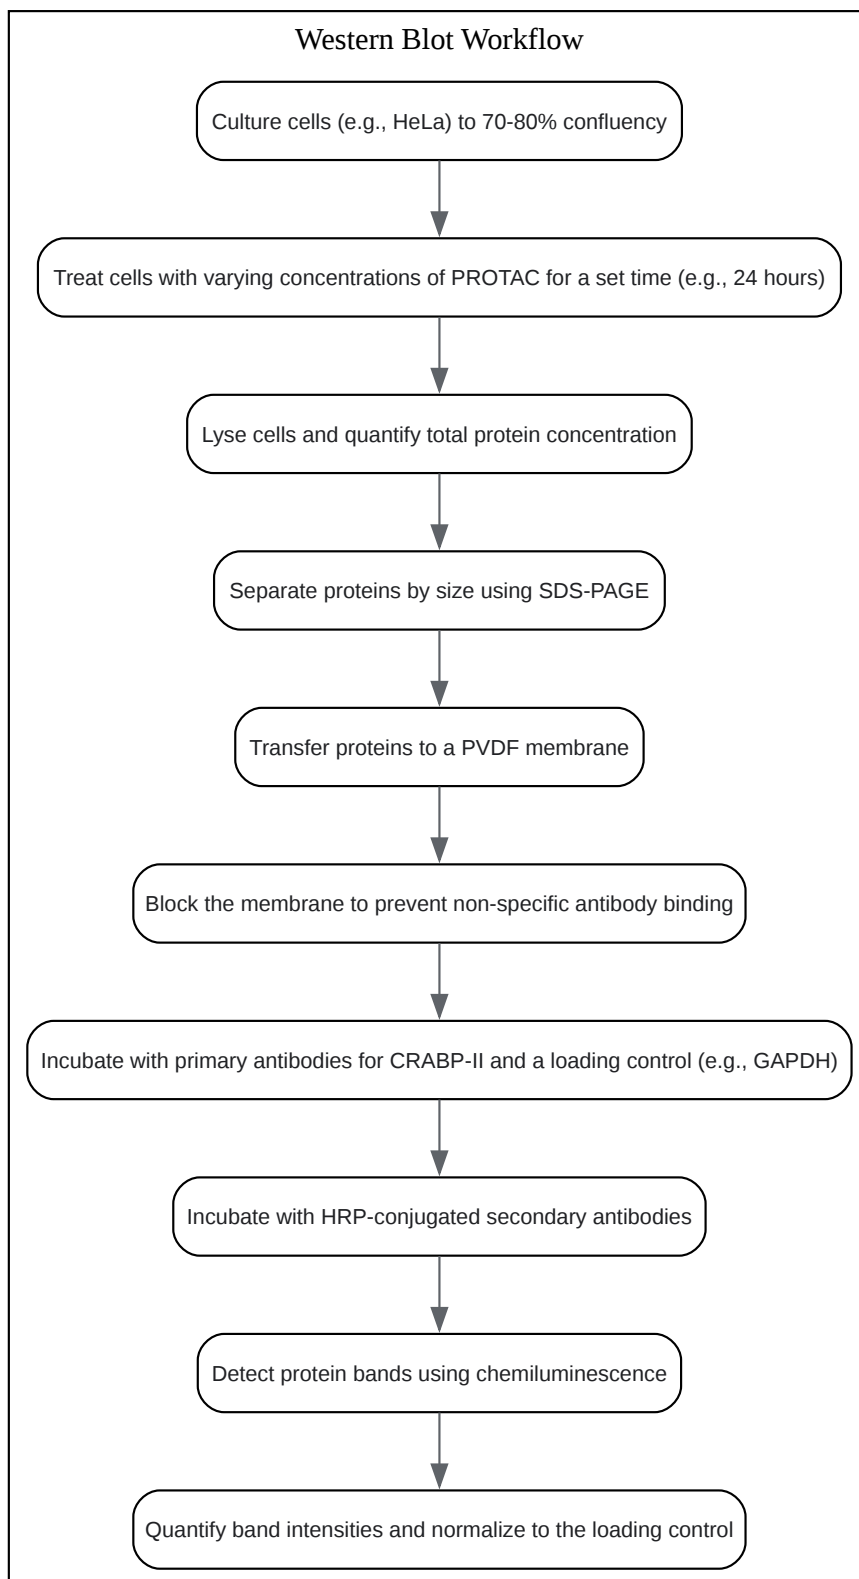 Western Blot Workflow
Culture cells (e.g., HeLa) to 70-80% confluency
Treat cells with varying concentrations of PROTAC for a set time (e.g., 24 hours)
Lyse cells and quantify total protein concentration
Separate proteins by size using SDS-PAGE
Transfer proteins to a PVDF membrane
Block the membrane to prevent non-specific antibody binding
Incubate with primary antibodies for CRABP-II and a loading control (e.g., GAPDH)
Incubate with HRP-conjugated secondary antibodies
Detect protein bands using chemiluminescence
Quantify band intensities and normalize to the loading control